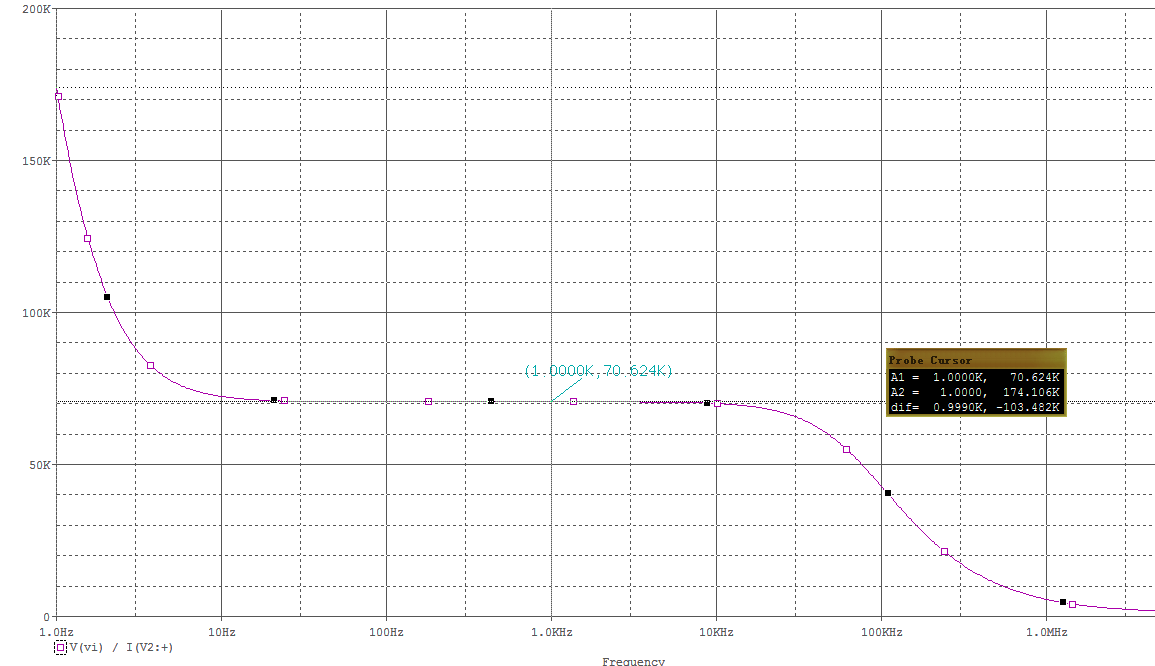 200K
150K
(1.0000K,70.624K)
Probe Cursor
A1 = 1.0000K, 70.624K
A2 = 1.0000, 174.106K
dif= 0.9990K, -103.482K
100K
50K
0
1.0Hz 10Hz 100Hz 1.0KHz 10KHz 100KHz 1.0MHz
V(vi) / I(V2:+)
Frequency